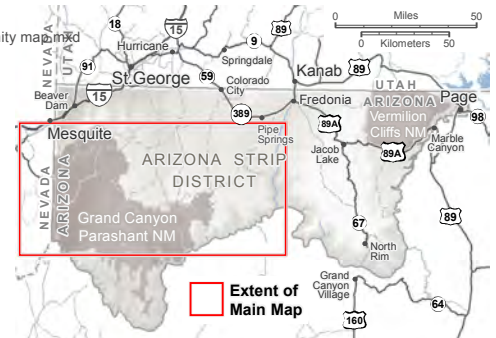 ity map.mxd
NEVADA
UTAH
18
15
9
89
Miles
0
50
Kilometers
0
50
Hurricane
Springdale
91
St.George
59
Kanab
89
Beaver
Dam
15
Colorado
City
UTAH
ARIZONA
Fredonia
Page
389
Vermilion
Cliffs NM
98
Mesquite
Pipe
Springs
89A
Jacob
Lake
89A
Marble
Canyon
ARIZONA STRIP
DISTRICT
NEVADA
ARIZONA
Grand Canyon
Parashant NM
67
89
North
Rim
Extent of
Main Map
Grand
Canyon
Village
64
160